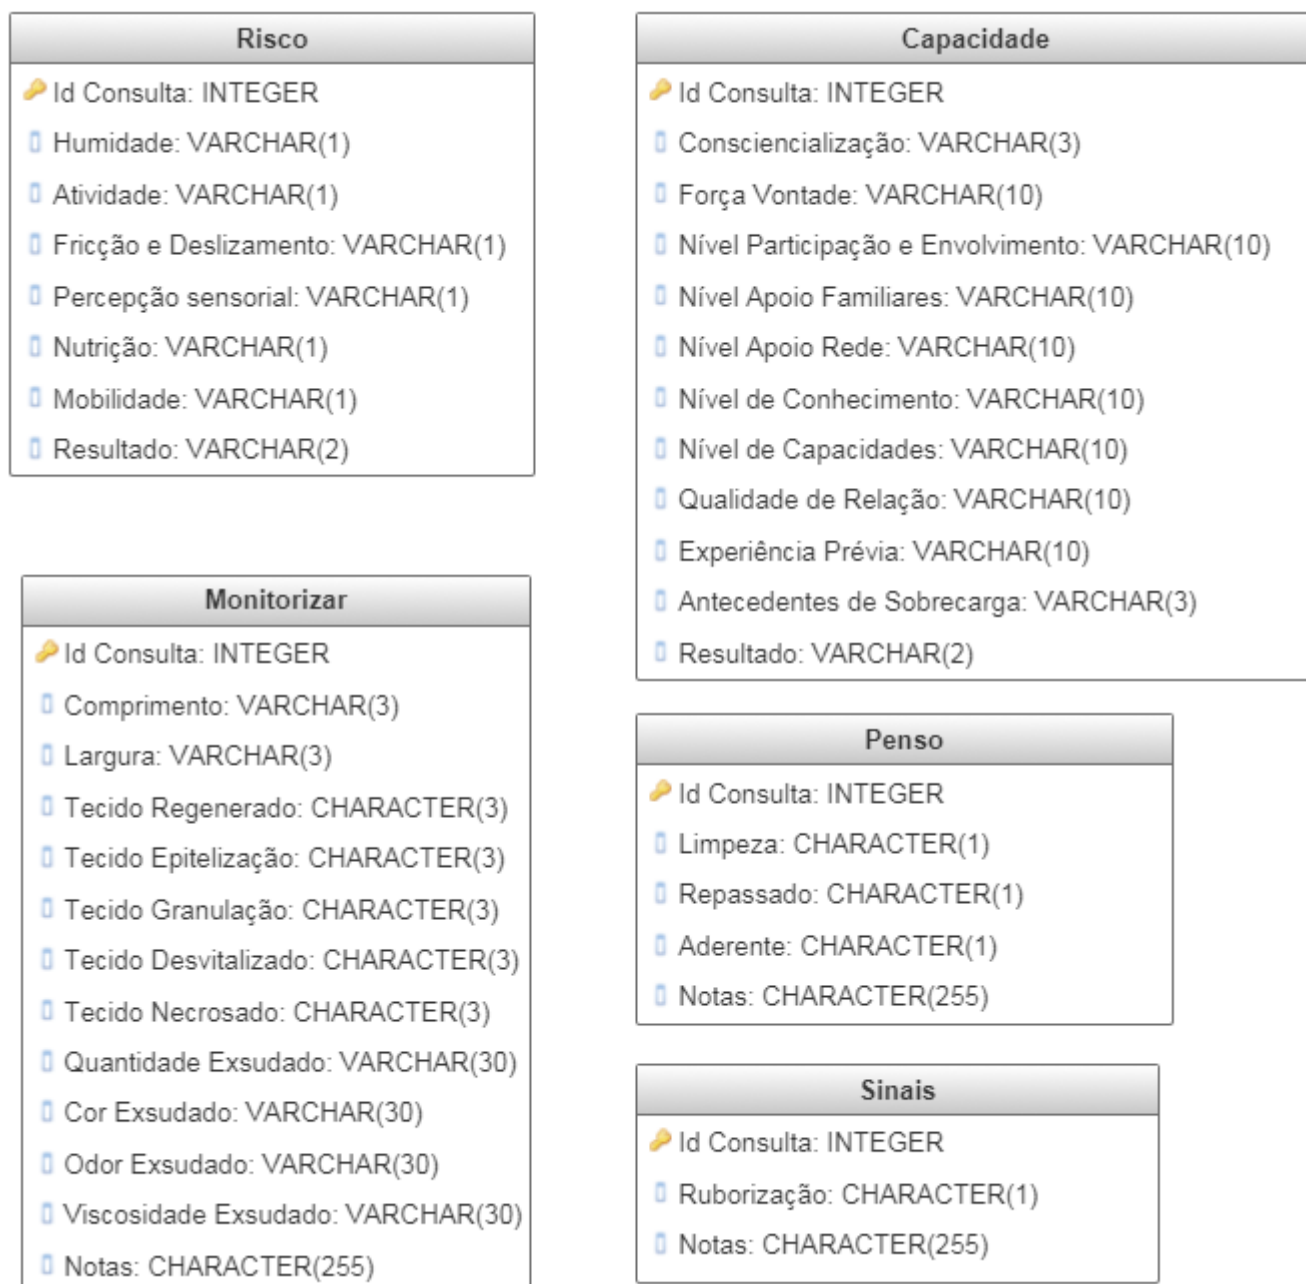 Risco
Id Consulta: INTEGER
Humidade: VARCHAR(1)
Atividade: VARCHAR(1)
Fricção e Deslizamento: VARCHAR(1)
Percepção sensorial: VARCHAR(1)
Nutrição: VARCHAR(1)
Mobilidade: VARCHAR(1)
Resultado: VARCHAR(2)
Capacidade
Id Consulta: INTEGER
Consciencialização: VARCHAR(3)
Força Vontade: VARCHAR(10)
Nível Participação e Envolvimento: VARCHAR(10)
Nível Apoio Familiares: VARCHAR(10)
Nível Apoio Rede: VARCHAR(10)
Nível de Conhecimento: VARCHAR(10)
Nível de Capacidades: VARCHAR(10)
Qualidade de Relação: VARCHAR(10)
Experiência Prévia: VARCHAR(10)
Antecedentes de Sobrecarga: VARCHAR(3)
Resultado: VARCHAR(2)
Monitorizar
Id Consulta: INTEGER
Comprimento: VARCHAR(3)
Largura: VARCHAR(3)
Tecido Regenerado: CHARACTER(3)
Tecido Epitelização: CHARACTER(3)
Tecido Granulação: CHARACTER(3)
Tecido Desvitalizado: CHARACTER(3)
Tecido Necrosado: CHARACTER(3)
Quantidade Exsudado: VARCHAR(30)
Cor Exsudado: VARCHAR(30)
Odor Exsudado: VARCHAR(30)
Viscosidade Exsudado: VARCHAR(30)
Notas: CHARACTER(255)
Penso
Id Consulta: INTEGER
Limpeza: CHARACTER(1)
Repassado: CHARACTER(1)
Aderente: CHARACTER(1)
Notas: CHARACTER(255)
Sinais
Id Consulta: INTEGER
Ruborização: CHARACTER(1)
Notas: CHARACTER(255)